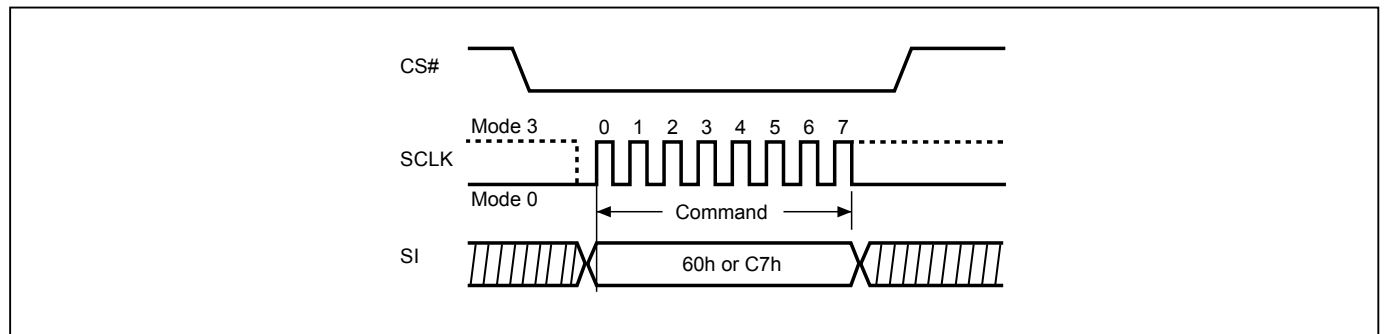 CS#
Mode 3
0 1 2 3 4 5 6 7
SCLK
Mode 0
Command
SI
60h or C7h